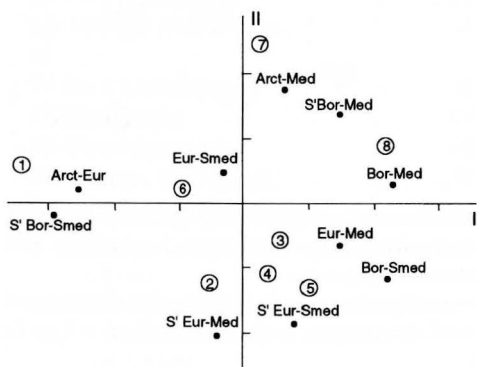 II
⑦
Arct-Med
S'Bor-Med
⑧
Eur-Smed
①
Arct-Eur
⑥
Bor-Med
S' Bor-Smed
I
③
Eur-Med
④
Bor-Smed
②
⑤
S' Eur-Med
S' Eur-Smed